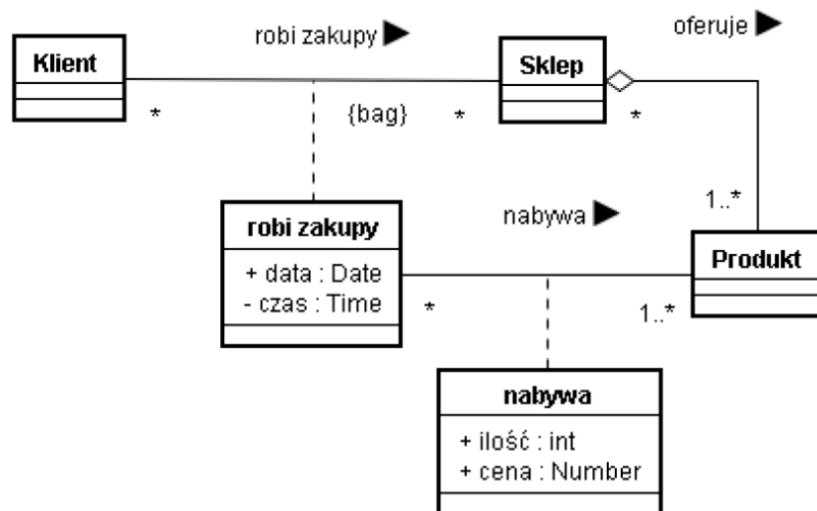 robi zakupy ▶
oferuje ▶
Klient
Sklep
*
{bag}
*
*
1..*
nabywa ▶
robi zakupy
+ data : Date
- czas : Time
Produkt
*
1..*
nabywa
+ ilość : int
+ cena : Number